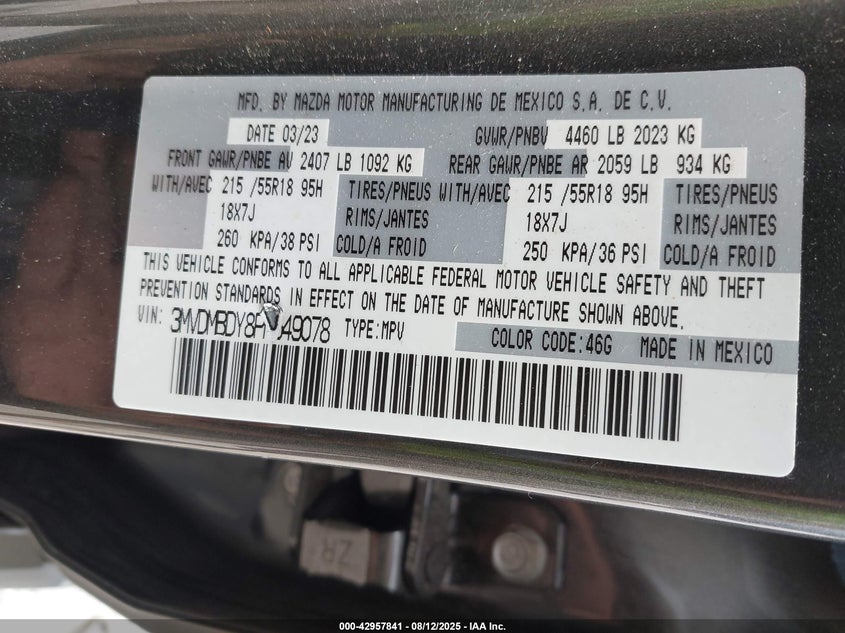 MFD. BY MAZDA MOTOR MANUFACTURING DE MEXICO S.A. DE C.V.
DATE 03/23 GVWR/PNBV 4460 LB 2023 KG
FRONT GAWR/PNBE AV 2407 LB 1092 KG REAR GAWR/PNBE AR 2059 LB 934 KG
WITH/AVEC 215 /55R18 95H TIRES/PNEUS WITH/AVEC 215 /55R18 95H TIRES/PNEUS
18X7J RIMS/JANTES 18X7J RIMS/JANTES
260 KPA/38 PSI COLD/A FROID 250 KPA/36 PSI COLD/A FROID
THIS VEHICLE CONFORMS TO ALL APPLICABLE FEDERAL MOTOR VEHICLE SAFETY AND THEFT
PREVENTION STANDARDS IN EFFECT ON THE DATE OF MANUFACTURE SHOWN ABOVE.
VIN: TYPE:MPV COLOR CODE:46G MADE IN MEXICO
ZR
000-42957841 - 08/12/2025 - IAA Inc.